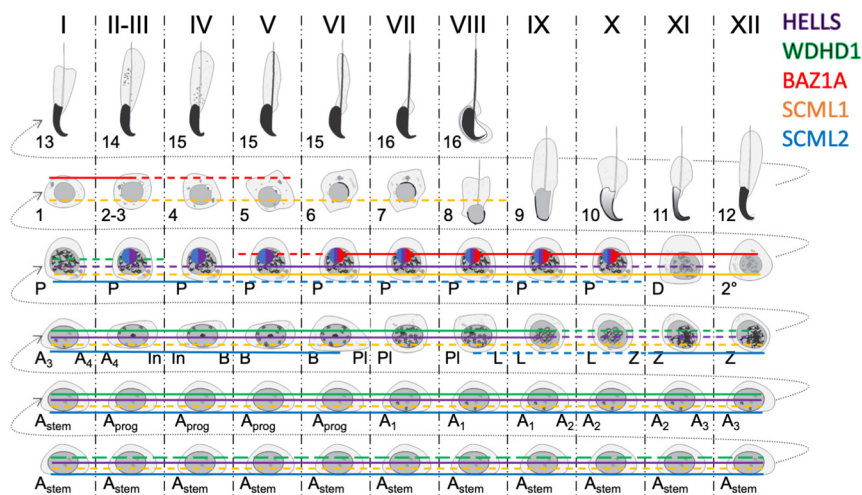 I II-III IV V VI VII VIII IX X XI XII
HELLS
WDHD1
BAZ1A
SCML1
SCML2
13 14 15 15 15 16 16
1 2-3 4 5 6 7 8 9 10 11 12
P P P P P P P P P D 2°
A3 A4 A4 In In B B B Pl Pl Pl L L L Z Z Z
Astem Aprog Aprog Aprog Aprog A1 A1 A1 A2 A2 A2 A3 A3
Astem Astem Astem Astem Astem Astem Astem Astem Astem Astem Astem